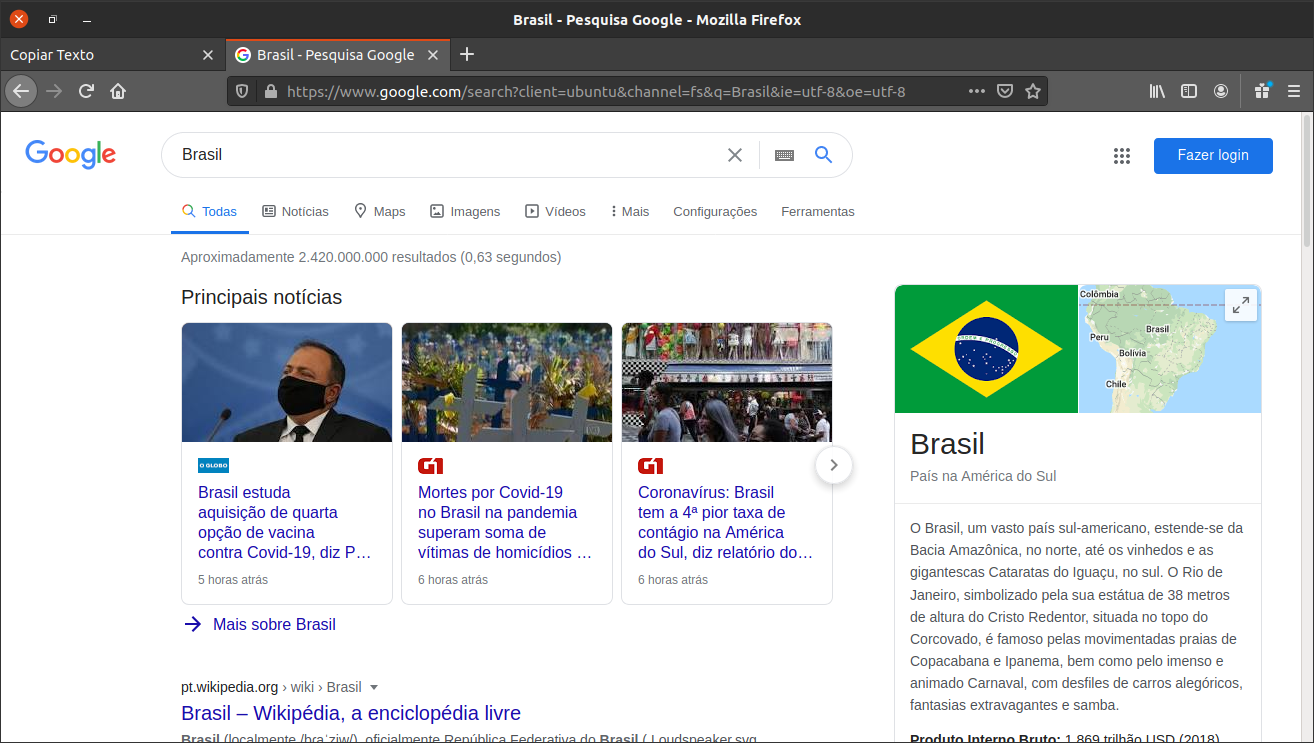 Brasil - Pesquisa Google - Mozilla Firefox
Copiar Texto
Brasil - Pesquisa Google
https://www.google.com/search?client=ubuntu&channel=fs&q=Brasil&ie=utf-8&oe=utf-8
Google
Brasil
Fazer login
Todas
Notícias
Maps
Imagens
Vídeos
Mais
Configurações
Ferramentas
Aproximadamente 2.420.000.000 resultados (0,63 segundos)
Principais notícias
O GLOBO
Brasil estuda
aquisição de quarta
opção de vacina
contra Covid-19, diz P…
5 horas atrás
G1
Mortes por Covid-19
no Brasil na pandemia
superam soma de
vítimas de homicídios …
6 horas atrás
G1
Coronavírus: Brasil
tem a 4ª pior taxa de
contágio na América
do Sul, diz relatório do…
6 horas atrás
Mais sobre Brasil
pt.wikipedia.org › wiki › Brasil
Brasil – Wikipédia, a enciclopédia livre
Brasil (localmente /bɾaˈziw/), oficialmente República Federativa do Brasil ( Loudspeaker.svg
Colômbia
Brasil
Peru
Bolívia
Chile
Brasil
País na América do Sul
O Brasil, um vasto país sul-americano, estende-se da
Bacia Amazônica, no norte, até os vinhedos e as
gigantescas Cataratas do Iguaçu, no sul. O Rio de
Janeiro, simbolizado pela sua estátua de 38 metros
de altura do Cristo Redentor, situada no topo do
Corcovado, é famoso pelas movimentadas praias de
Copacabana e Ipanema, bem como pelo imenso e
animado Carnaval, com desfiles de carros alegóricos,
fantasias extravagantes e samba.
Produto Interno Bruto: 1,869 trilhão USD (2018)